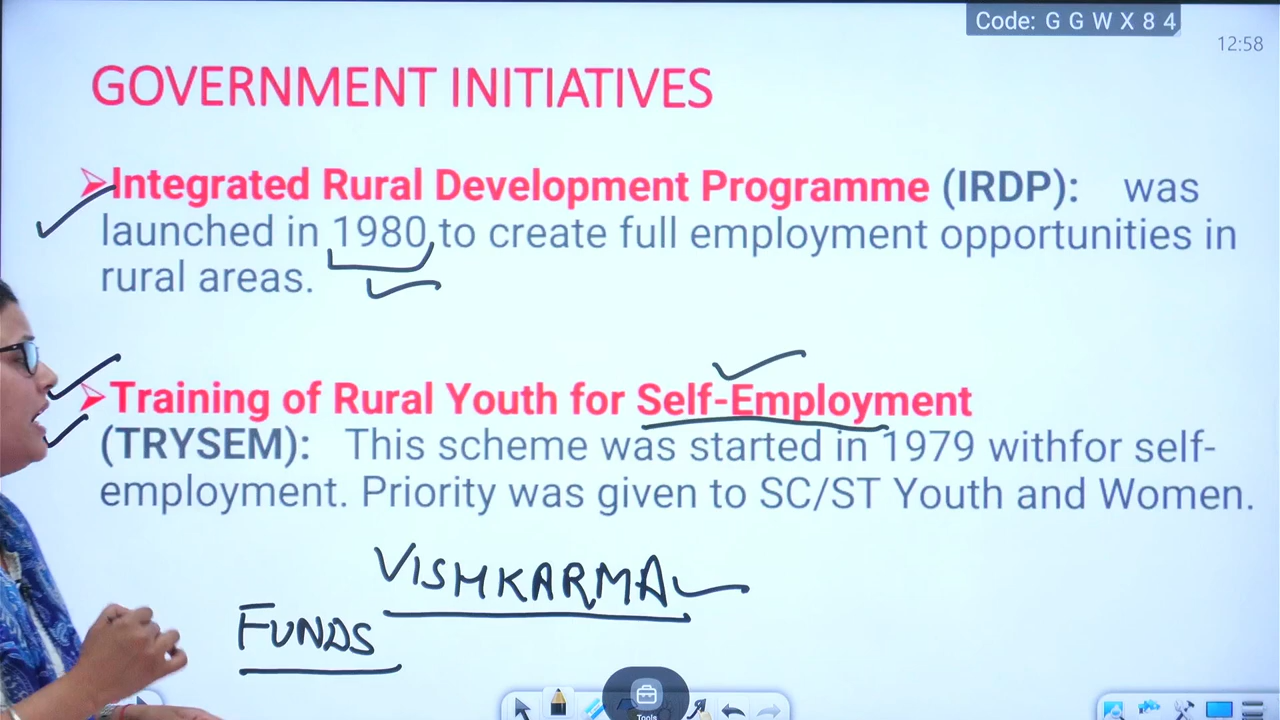 Code: G G W X 8 4
12:58
GOVERNMENT INITIATIVES
➢Integrated Rural Development Programme (IRDP): was
launched in 1980, to create full employment opportunities in
rural areas.
➢Training of Rural Youth for Self-Employment
(TRYSEM): This scheme was started in 1979 withfor self-
employment. Priority was given to SC/ST Youth and Women.
VISHKARMA
FUNDS
Tools